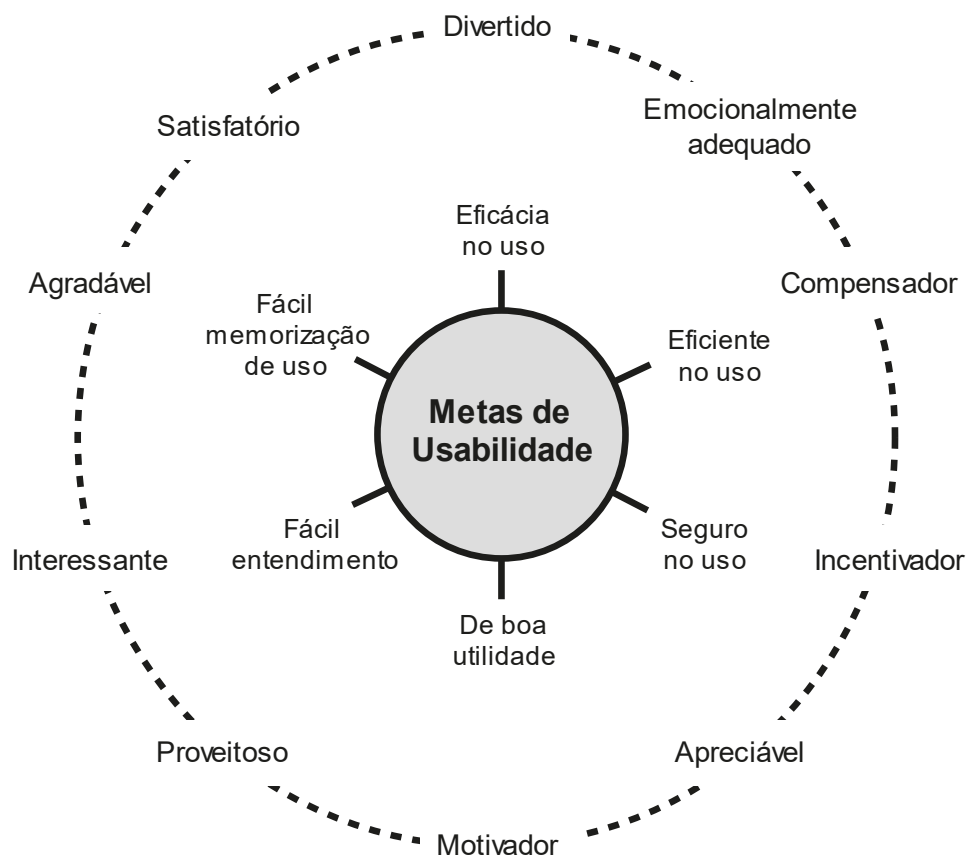 Divertido
Emocionalmente
adequado
Satisfatório
Eficácia
no uso
Agradável
Compensador
Fácil
memorização
de uso
Eficiente
no uso
Metas de
Usabilidade
Fácil
entendimento
Seguro
no uso
Interessante
Incentivador
De boa
utilidade
Proveitoso
Apreciável
Motivador